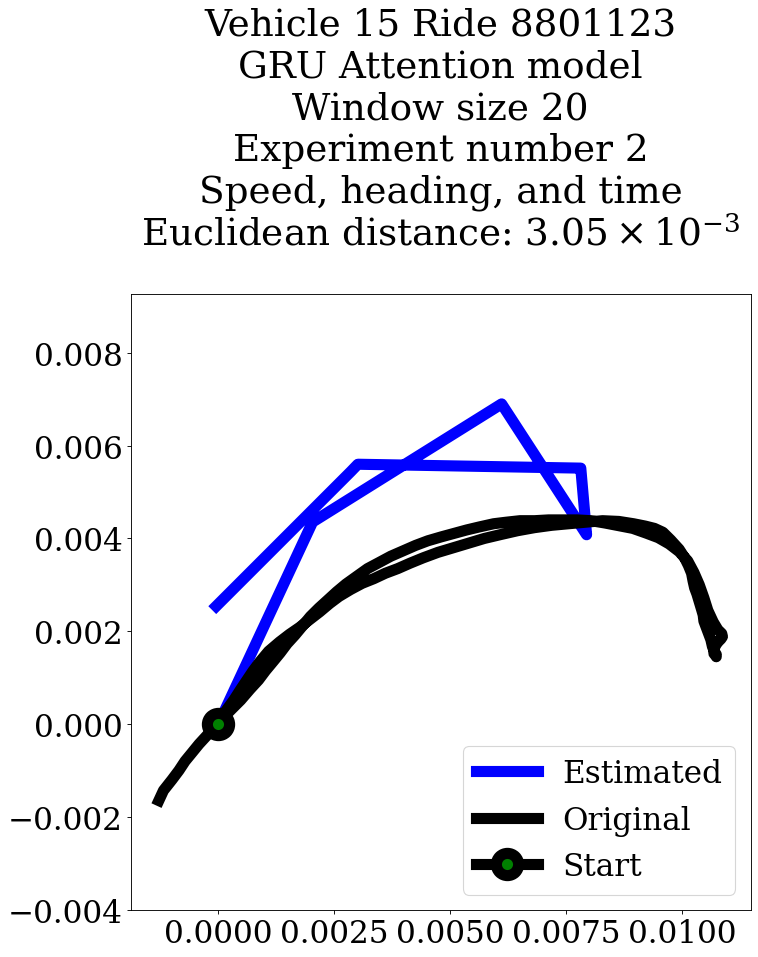 Vehicle 15 Ride 8801123
GRU Attention model
Window size 20
Experiment number 2
Speed, heading, and time
Euclidean distance: 3.05 × 10⁻³
0.008
0.006
0.004
0.002
0.000
−0.002
−0.004
Estimated
Original
Start
0.0000 0.0025 0.0050 0.0075 0.0100